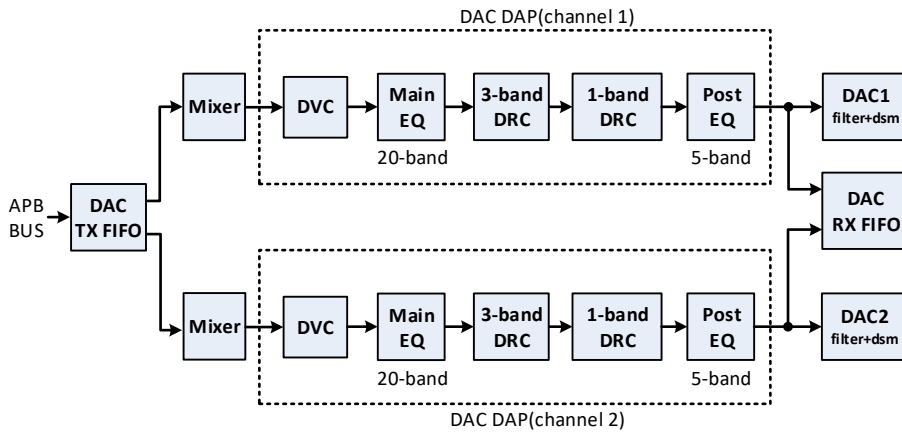 DAC DAP(channel 1)
Mixer
DVC
Main
EQ
20-band
3-band
DRC
1-band
DRC
Post
EQ
5-band
DAC1
filter+dsm
APB
BUS
DAC
TX FIFO
DAC
RX FIFO
Mixer
DVC
Main
EQ
20-band
3-band
DRC
1-band
DRC
Post
EQ
5-band
DAC2
filter+dsm
DAC DAP(channel 2)